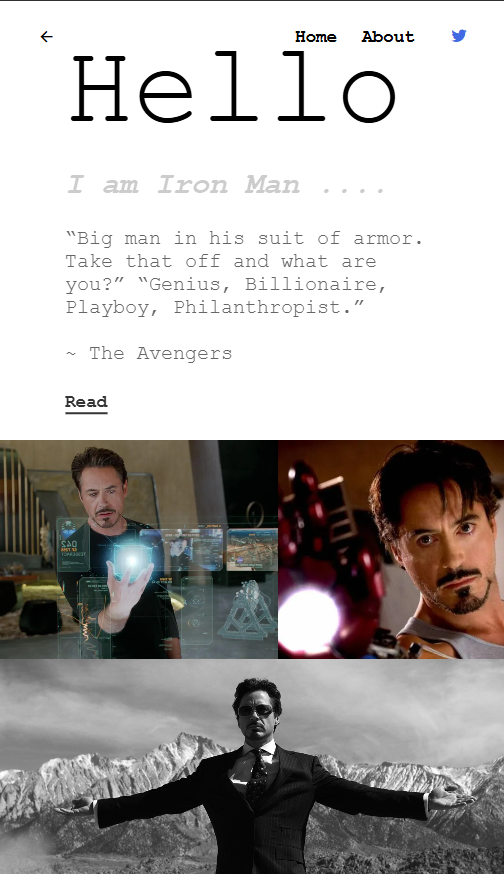 ← Home About
Hello
I am Iron Man ....
“Big man in his suit of armor.
Take that off and what are
you?” “Genius, Billionaire,
Playboy, Philanthropist.”
~ The Avengers
Read